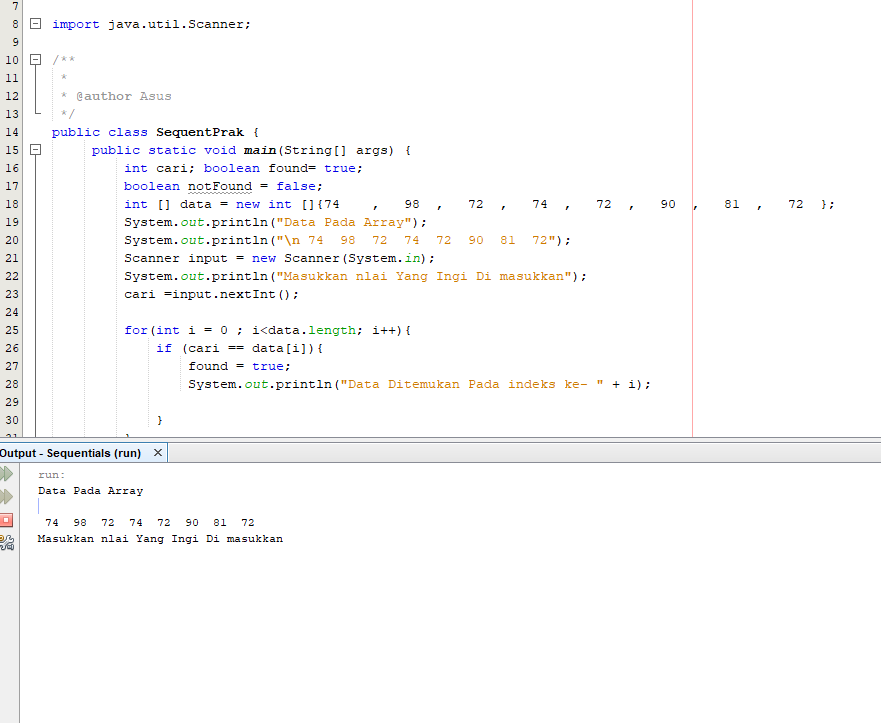 7
8 import java.util.Scanner;
9
10 /**
11 *
12 * @author Asus
13 */
14 public class SequentPrak {
15 public static void main(String[] args) {
16 int cari; boolean found= true;
17 boolean notFound = false;
18 int [] data = new int []{74 , 98 , 72 , 74 , 72 , 90 , 81 , 72 };
19 System.out.println("Data Pada Array");
20 System.out.println("\n 74 98 72 74 72 90 81 72");
21 Scanner input = new Scanner(System.in);
22 System.out.println("Masukkan nlai Yang Ingi Di masukkan");
23 cari =input.nextInt();
24
25 for(int i = 0 ; i<data.length; i++){
26 if (cari == data[i]){
27 found = true;
28 System.out.println("Data Ditemukan Pada indeks ke- " + i);
29
30 }
Output - Sequentials (run) ×
run:
Data Pada Array
74 98 72 74 72 90 81 72
Masukkan nlai Yang Ingi Di masukkan